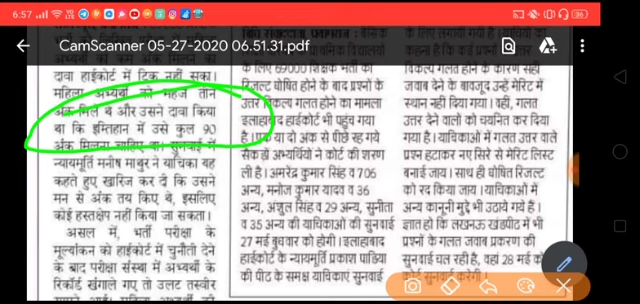 6:57
CamScanner 05-27-2020 06.51.31.pdf
दावा हाईकोर्ट में टिक नहीं सका।
महिला अभ्यर्थी को महज तीन
अंक मिले थे और उसने दावा किया
था कि इम्तिहान में उसे कुल 90
अंक मिलना चाहिए था। सुनवाई में
न्यायमूर्ति मनीष माथुर ने याचिका यह
कहते हुए खारिज कर दी कि उसने
मन से अंक तय किए थे, इसलिए
कोई हस्तक्षेप नहीं किया जा सकता।
असल में, भर्ती परीक्षा के
मूल्यांकन को हाईकोर्ट में चुनौती देने
के बाद परीक्षा संस्था में अभ्यर्थी के
रिकॉर्ड खंगाले गए तो उलट तस्वीर
के लिए 69000 शिक्षक भर्ती का
रिजल्ट घोषित होने के बाद प्रश्नों के
उत्तर विकल्प गलत होने का मामला
इलाहाबाद हाईकोर्ट भी पहुंच गया
है। एक या दो अंक से पीछे रह गये
सैकड़ों अभ्यर्थियों ने कोर्ट की शरण
ली है। अमरेन्द्र कुमार सिंह व 706
अन्य, मनोज कुमार यादव व 36
अन्य, अंशुल सिंह व 29 अन्य, सुनीता
व 35 अन्य की याचिकाओं की सुनवाई
27 मई बुधवार को होगी। इलाहाबाद
हाईकोर्ट के न्यायमूर्ति प्रकाश पाडिया
की पीठ के समक्ष याचिकाएं सुनवाई
के लिए लगायी गयी हैं।
विकल्प गलत होने के कारण सही
जवाब देने के बावजूद उन्हें मेरिट में
स्थान नहीं दिया गया। वहीं, गलत
उत्तर देने वालों को चयनित कर दिया
गया है। याचिकाओं में गलत उत्तर वाले
प्रश्न हटाकर नए सिरे से मेरिट लिस्ट
बनाई जाय। साथ ही घोषित रिजल्ट
को रद किया जाय। याचिकाओं में
अन्य कानूनी मुद्दे भी उठाये गये हैं।
ज्ञात हो कि लखनऊ खंडपीठ में भी
प्रश्नों के गलत जवाब प्रकरण की
सुनवाई चल रही है, वहां 28 मई को
सुनवाई करेगी।